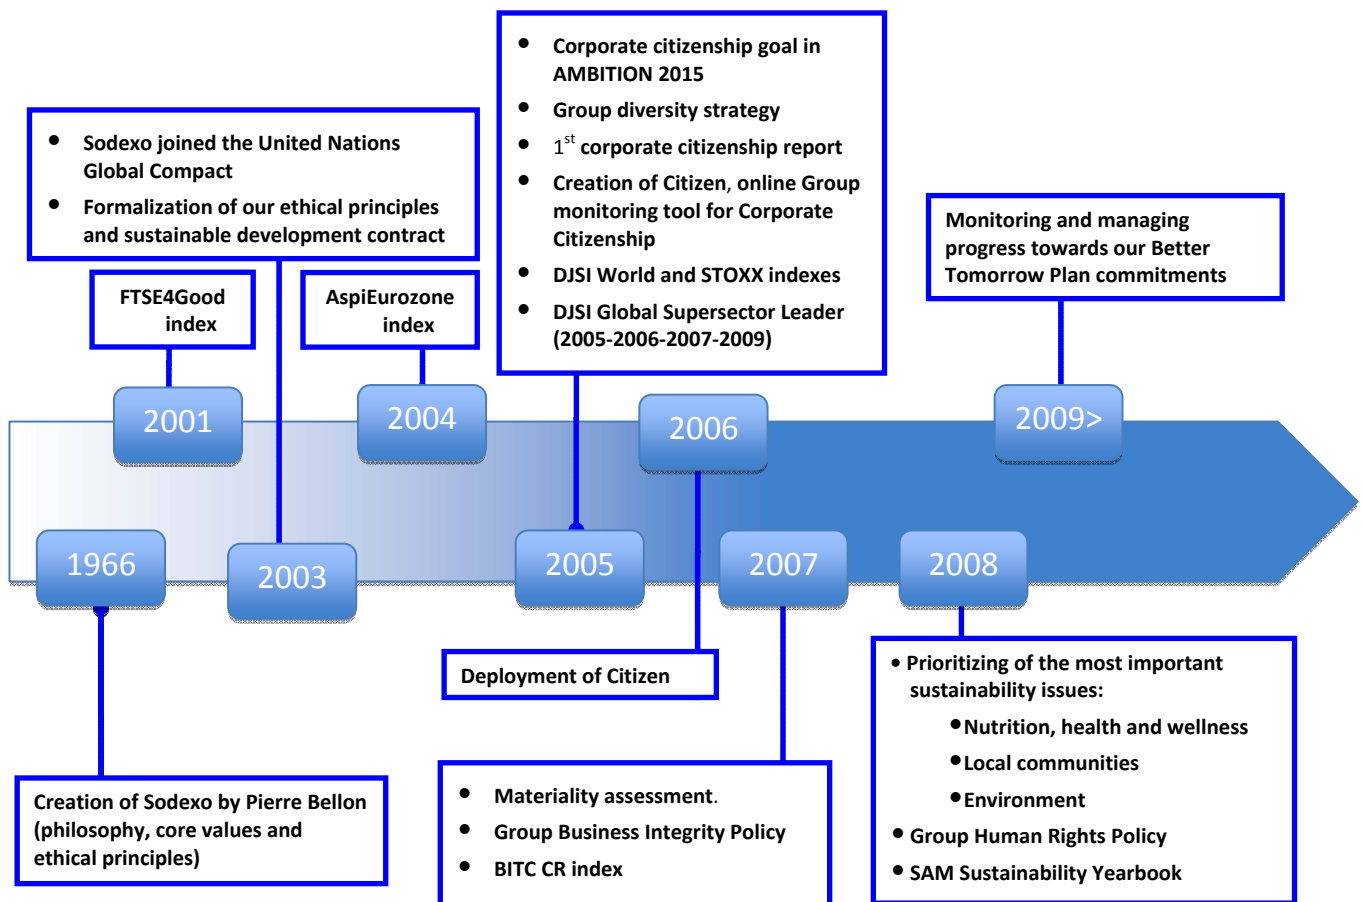 • Corporate citizenship goal in
AMBITION 2015
• Group diversity strategy
• 1st corporate citizenship report
• Creation of Citizen, online Group
monitoring tool for Corporate
Citizenship
• DJSI World and STOXX indexes
• DJSI Global Supersector Leader
(2005-2006-2007-2009)
• Sodexo joined the United Nations
Global Compact
• Formalization of our ethical principles
and sustainable development contract
Monitoring and managing
progress towards our Better
Tomorrow Plan commitments
FTSE4Good
index
AspiEurozone
index
2001
2004
2006
2009>
1966
2003
2005
2007
2008
Deployment of Citizen
Creation of Sodexo by Pierre Bellon
(philosophy, core values and
ethical principles)
• Materiality assessment.
• Group Business Integrity Policy
• BITC CR index
• Prioritizing of the most important
sustainability issues:
• Nutrition, health and wellness
• Local communities
• Environment
• Group Human Rights Policy
• SAM Sustainability Yearbook